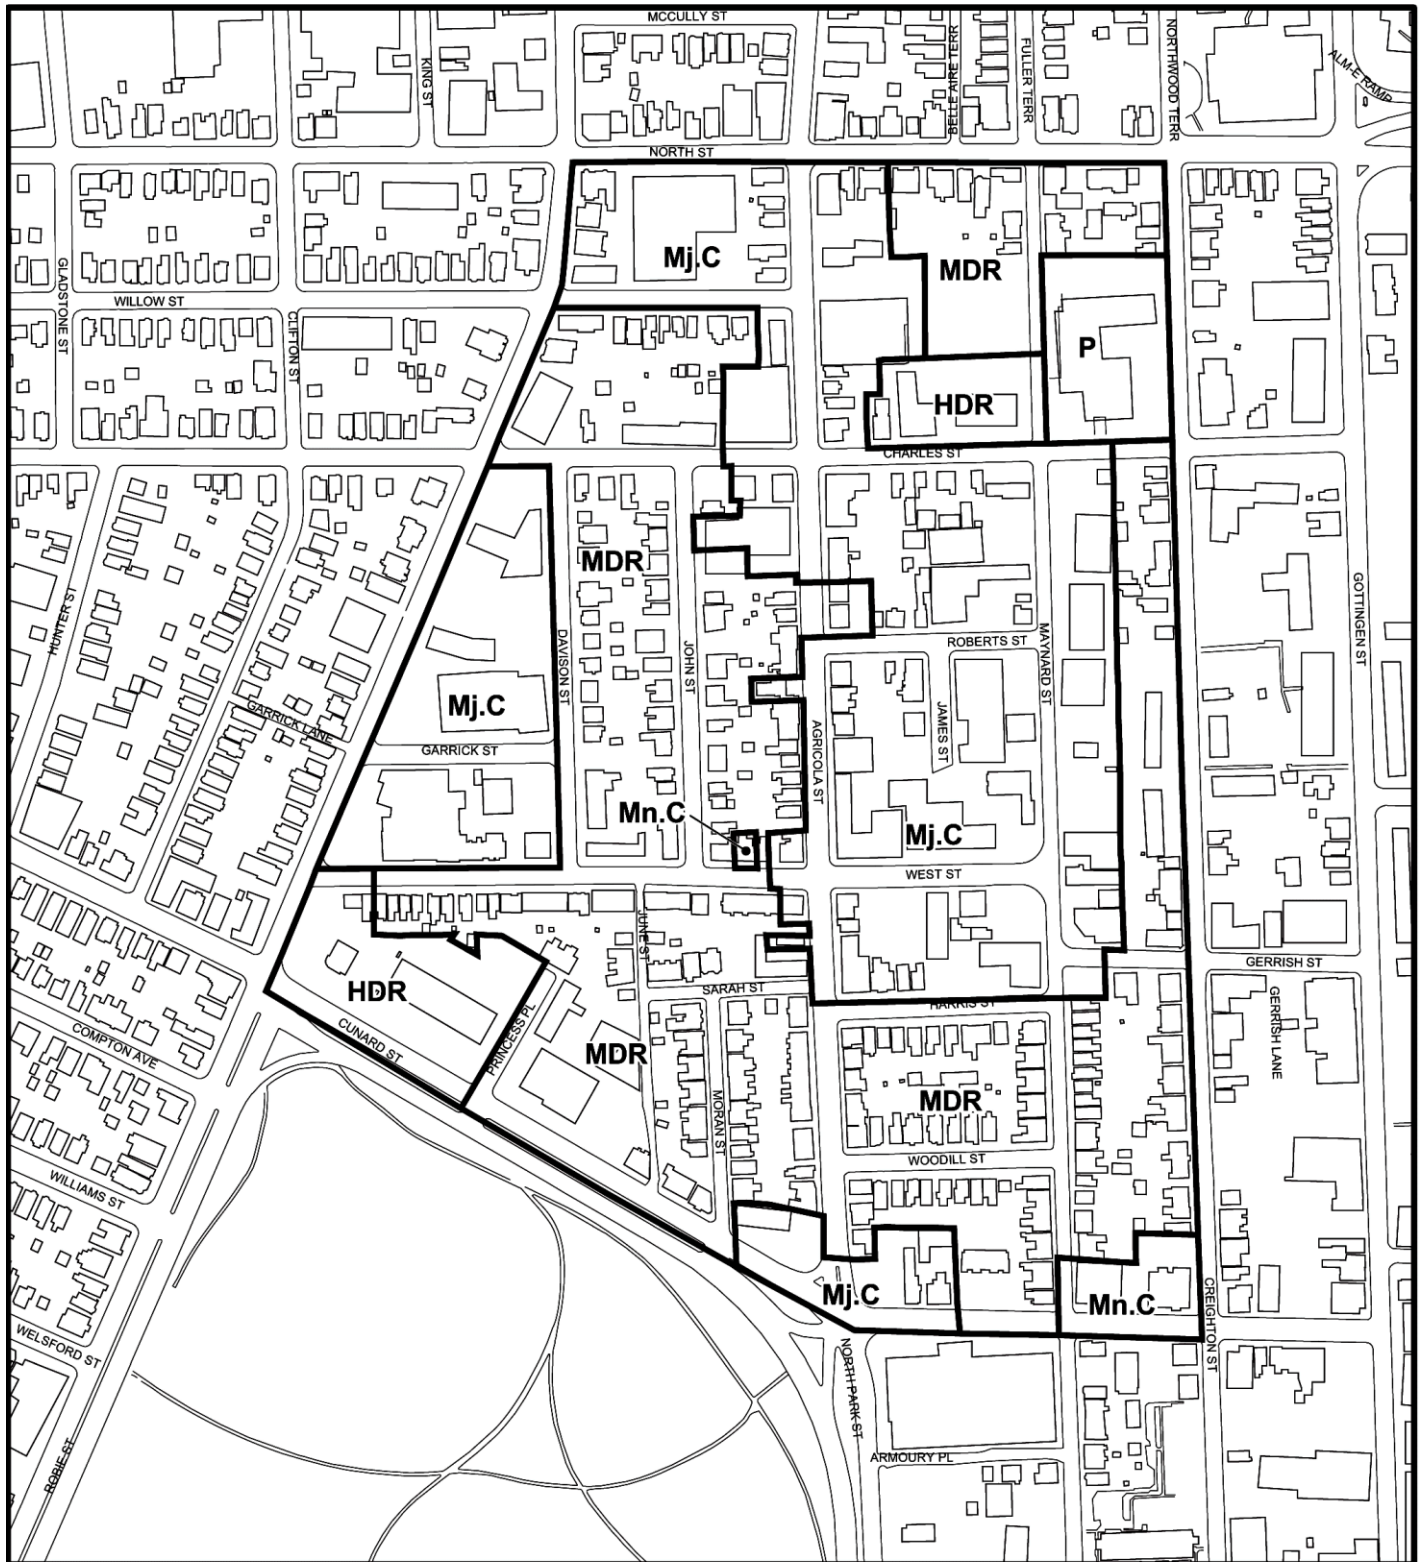 MCCULLY ST
KING ST
BELLE AIRE TERR
FULLER TERR
NORTHWOOD TERR
ALM-E RAMP
NORTH ST
Mj.C
MDR
GLADSTONE ST
WILLOW ST
CLIFTON ST
P
HDR
CHARLES ST
MDR
HUNTER ST
GOTTINGEN ST
DAVISON ST
JOHN ST
ROBERTS ST
MAYNARD ST
Mj.C
GARRICK LANE
GARRICK ST
AGRICOLA ST
JAMES ST
Mn.C
Mj.C
WEST ST
JUNE ST
GERRISH ST
HDR
SARAH ST
HARRIS ST
GERRISH LANE
COMPTON AVE
CUNARD ST
PRINCESS PL
MDR
MDR
MORAN ST
WOODILL ST
WILLIAMS ST
Mj.C
Mn.C
CREIGHTON ST
WELSFORD ST
NORTH PARK ST
ROBIE ST
ARMOURY PL